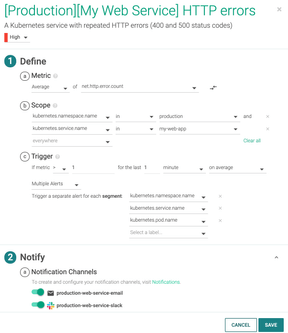 [Production][My Web Service] HTTP errors
A Kubernetes Service with repeated HTTP errors (400 and 500 status codes)
High
1 Define
a Metric
Average of net.http.error.count
b Scope
kubernetes.namespace.name in production and
kubernetes.service.name in my-web-app
everywhere Clear all
c Trigger
if metric > 1 for the last 1 minute on average
Multiple Alerts
Trigger a separate alert for each segment: kubernetes.namespace.name
kubernetes.service.name
kubernetes.pod.name
Select a label...
2 Notify
a Notification Channels
To create and configure your notification channels, visit Notifications.
production-web-service-email
production-web-service-slack
CANCEL SAVE